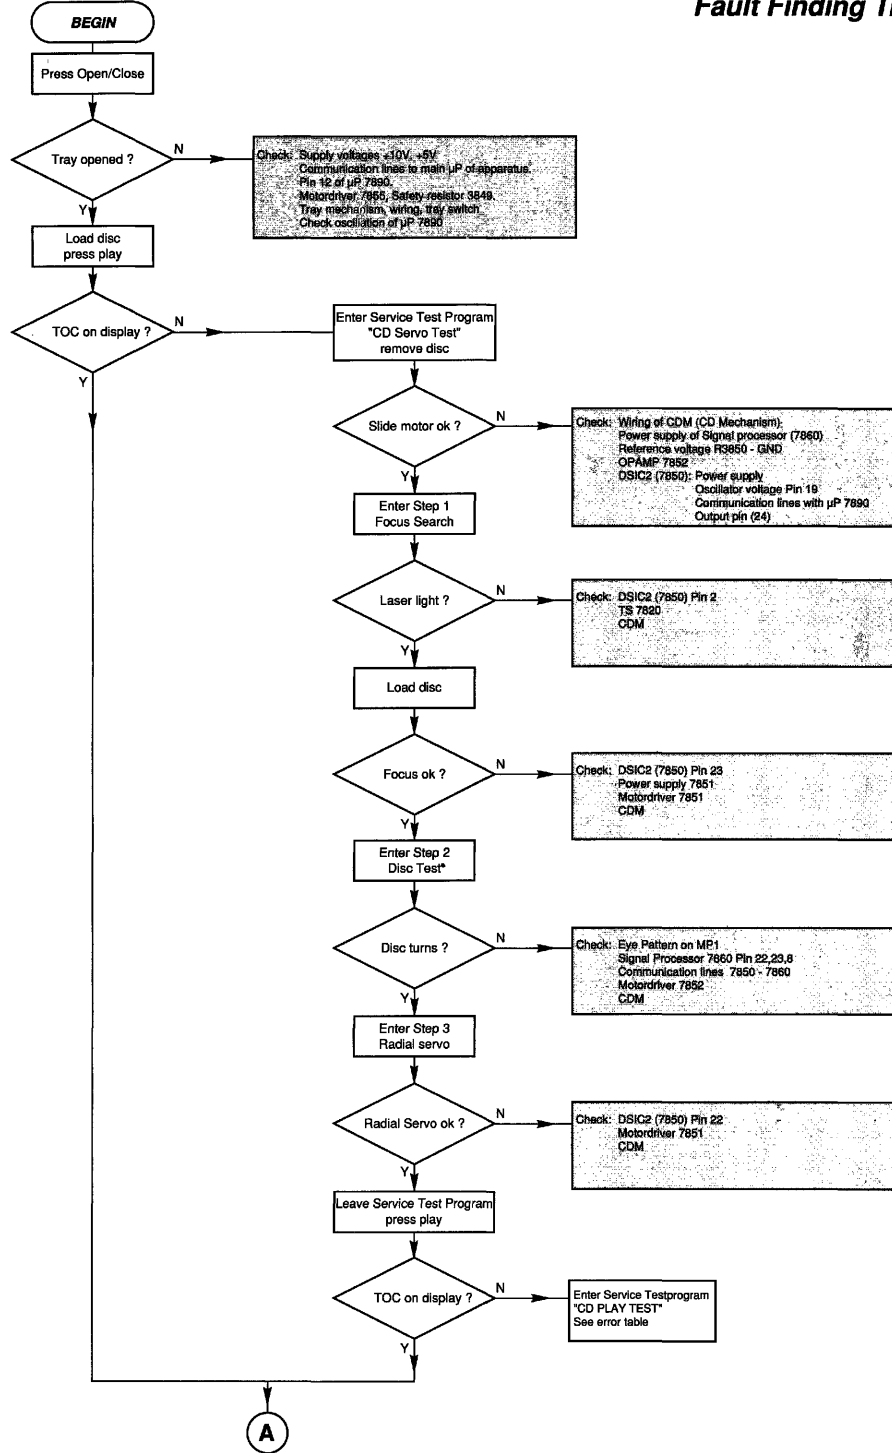 Fault Finding
BEGIN
Press Open/Close
Tray opened ?
N
Y
Check: Supply voltages +10V, +5V
Communication lines to main µP of apparatus.
Pin 12 of µP 7890.
Motordriver 7855, Safety resistor 3849.
Tray mechanism, wiring, tray switch
Check oscillation of µP 7890
Load disc
press play
TOC on display ?
N
Y
Enter Service Test Program
"CD Servo Test"
remove disc
Slide motor ok ?
N
Y
Check: Wiring of CDM (CD Mechanism)
Power supply of Signal processor (7860)
Reference voltage R3850 - GND
OPAMP 7852
DSIC2 (7850): Power supply
Oscillator voltage Pin 19
Communication lines with µP 7890
Output pin (24)
Enter Step 1
Focus Search
Laser light ?
N
Y
Check: DSIC2 (7850) Pin 2
TS 7820
CDM
Load disc
Focus ok ?
N
Y
Check: DSIC2 (7850) Pin 23
Power supply 7851
Motordriver 7851
CDM
Enter Step 2
Disc Test*
Disc turns ?
N
Y
Check: Eye Pattern on MP1
Signal Processor 7860 Pin 22,23,8
Communication lines 7850 - 7860
Motordriver 7852
CDM
Enter Step 3
Radial servo
Radial Servo ok ?
N
Y
Check: DSIC2 (7850) Pin 22
Motordriver 7851
CDM
Leave Service Test Program
press play
TOC on display ?
N
Y
Enter Service Testprogram
"CD PLAY TEST"
See error table
A